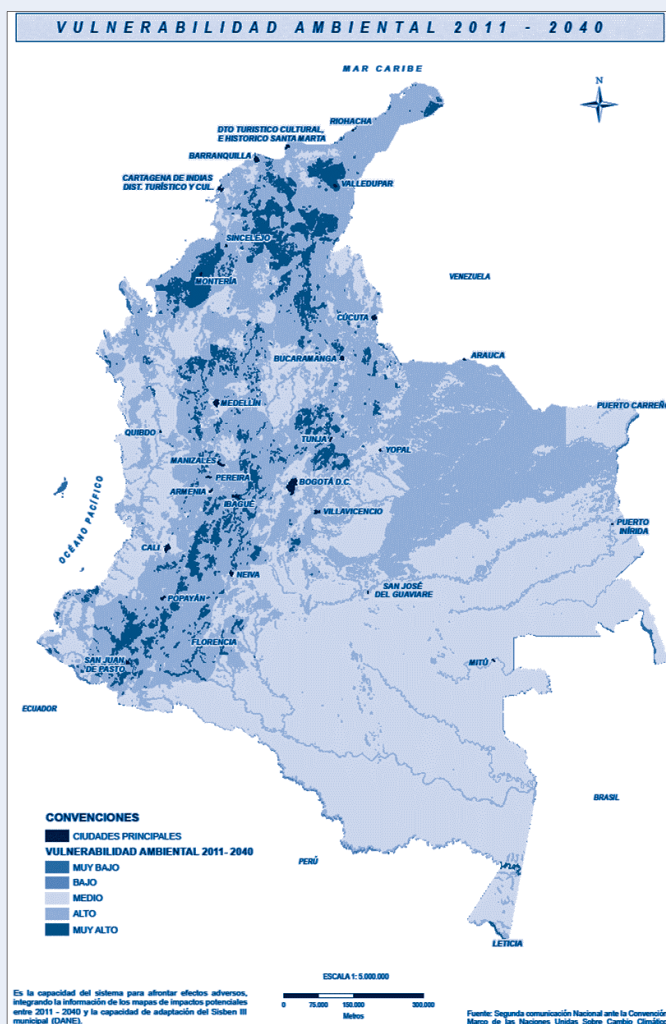 VULNERABILIDAD AMBIENTAL 2011 - 2040
MAR CARIBE
N
RIOHACHA
DTO TURISTICO CULTURAL,
E HISTORICO SANTA MARTA
BARRANQUILLA
CARTAGENA DE INDIAS
DIST. TURÍSTICO Y CUL.
VALLEDUPAR
SINCELEJO
MONTERÍA
VENEZUELA
CÚCUTA
BUCARAMANGA
ARAUCA
MEDELLÍN
PUERTO CARREÑO
QUIBDO
TUNJA
YOPAL
MANIZALES
PEREIRA
ARMENIA
BOGOTÁ D.C.
IBAGUÉ
VILLAVICENCIO
OCÉANO PACÍFICO
PUERTO
INÍRIDA
CALI
NEIVA
SAN JOSÉ
DEL GUAVIARE
POPAYÁN
FLORENCIA
SAN JUAN
DE PASTO
MITÚ
ECUADOR
BRASIL
PERÚ
LETICIA
CONVENCIONES
CIUDADES PRINCIPALES
VULNERABILIDAD AMBIENTAL 2011- 2040
MUY BAJO
BAJO
MEDIO
ALTO
MUY ALTO
ESCALA 1: 5.000.000
0 75.000 150.000 300.000
Metros
Es la capacidad del sistema para afrontar efectos adversos,
integrando la información de los mapas de impactos potenciales
entre 2011 - 2040 y la capacidad de adaptación del Sisben III
municipal (DANE).
Fuente: Segunda comunicación Nacional ante la Convención
Marco de las Naciones Unidas Sobre Cambio Climático